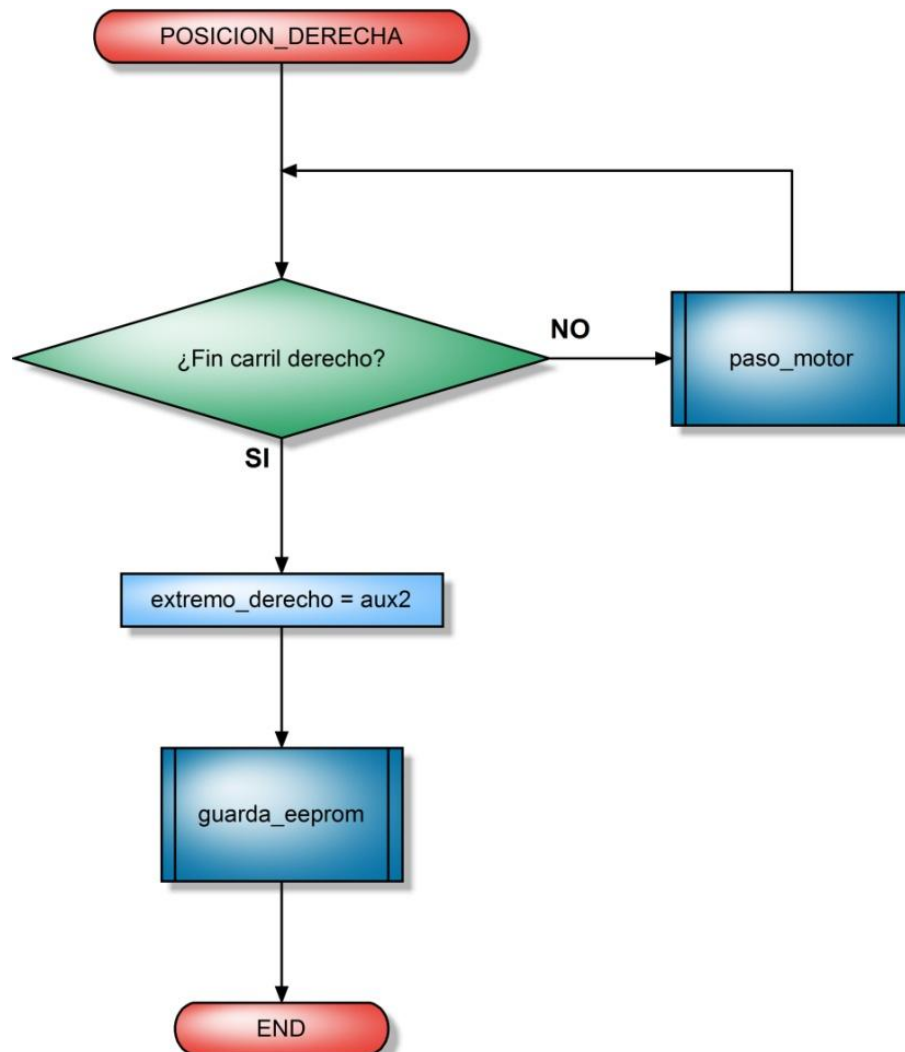 POSICION_DERECHA
¿Fin carril derecho?
NO
paso_motor
SI
extremo_derecho = aux2
guarda_eeprom
END